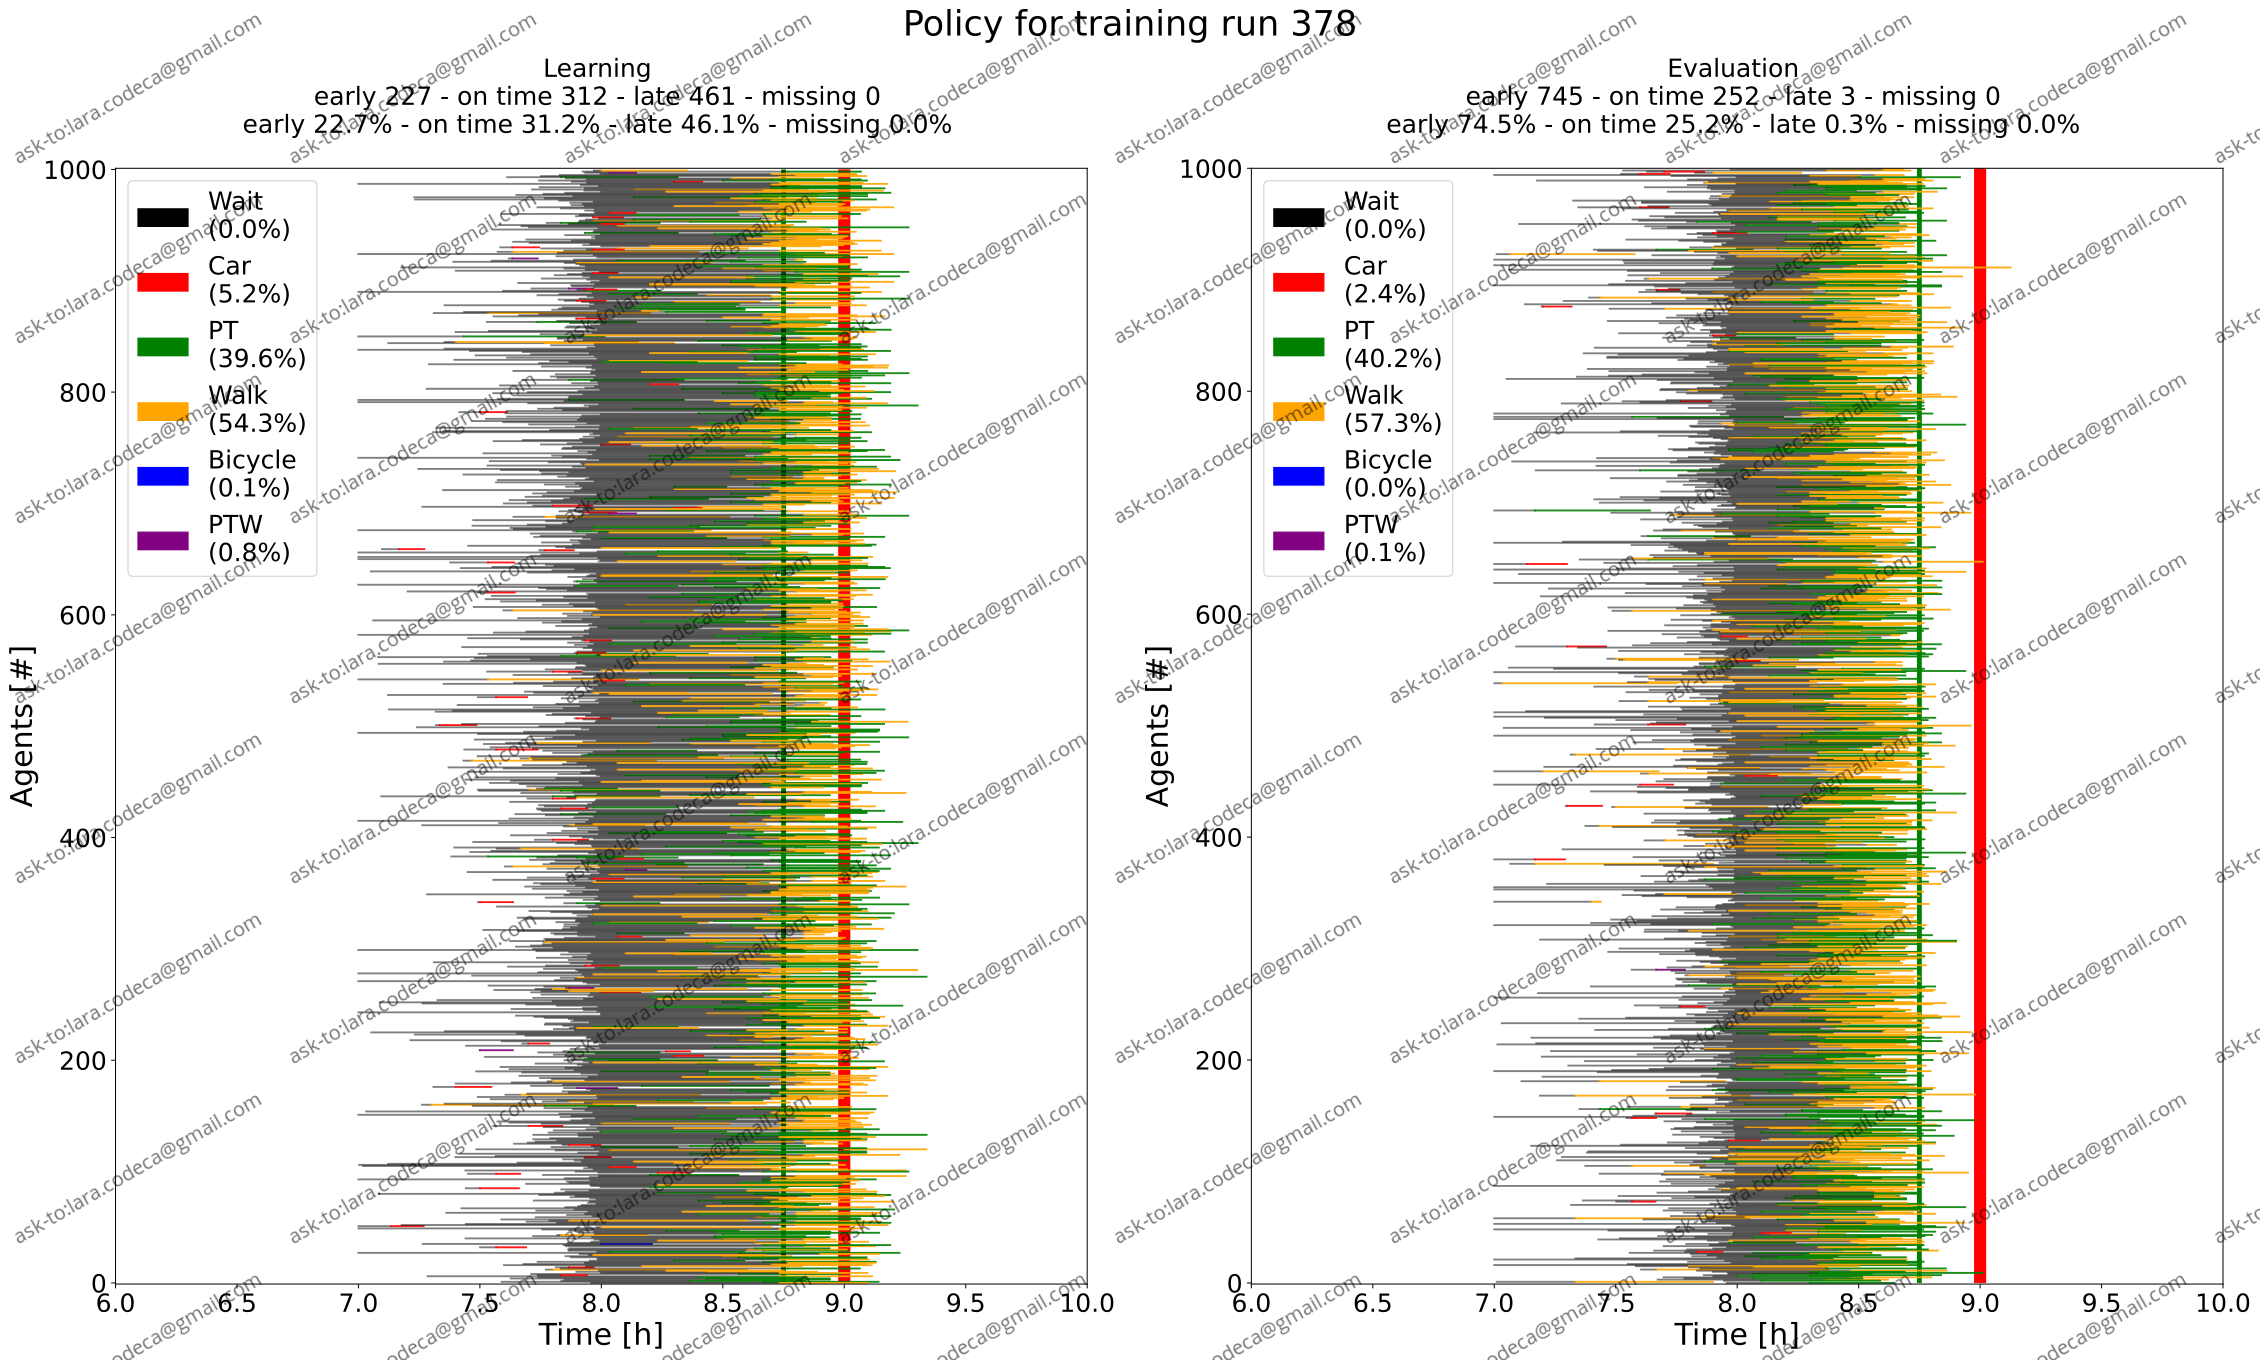 Policy for training run 378
Learning
early 227 - on time 312 - late 461 - missing 0
early 22.7% - on time 31.2% - late 46.1% - missing 0.0%
Agents [#]
1000
800
600
400
200
0
Wait
(0.0%)
Car
(5.2%)
PT
(39.6%)
Walk
(54.3%)
Bicycle
(0.1%)
PTW
(0.8%)
6.0 6.5 7.0 7.5 8.0 8.5 9.0 9.5 10.0
Time [h]
Evaluation
early 745 - on time 252 - late 3 - missing 0
early 74.5% - on time 25.2% - late 0.3% - missing 0.0%
Agents [#]
1000
800
600
400
200
0
Wait
(0.0%)
Car
(2.4%)
PT
(40.2%)
Walk
(57.3%)
Bicycle
(0.0%)
PTW
(0.1%)
6.0 6.5 7.0 7.5 8.0 8.5 9.0 9.5 10.0
Time [h]
ask-to:lara.codeca@gmail.com